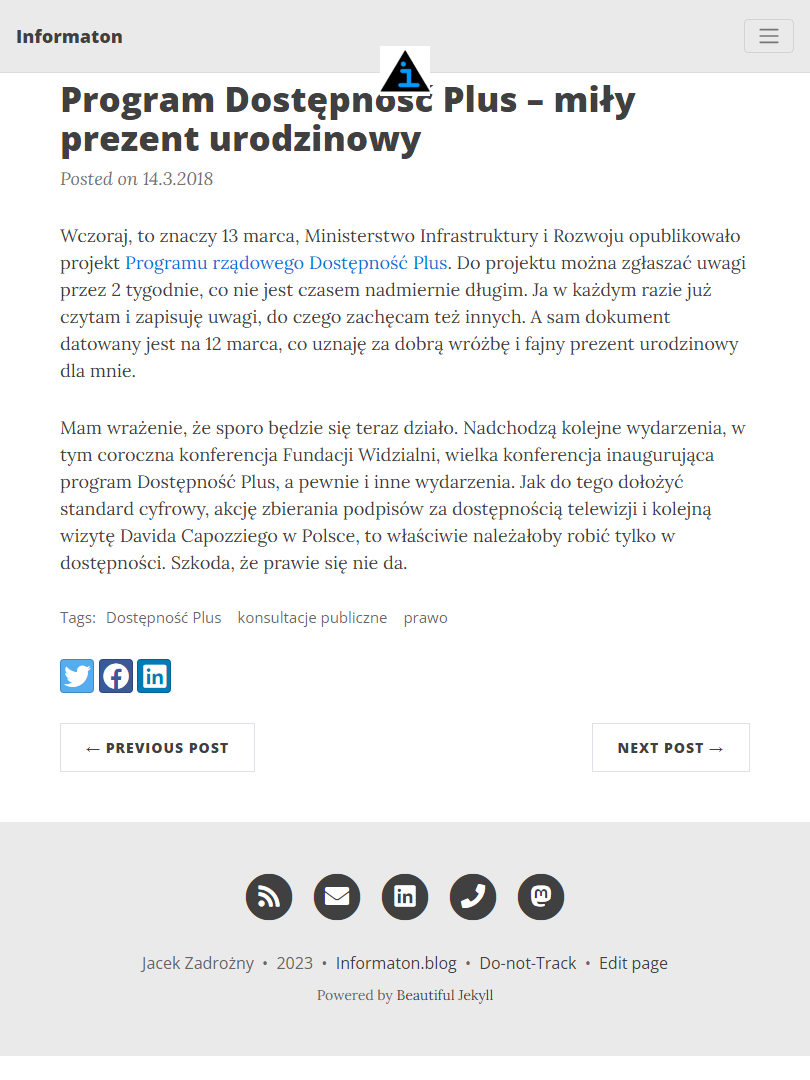 Informaton
i
Program Dostępność Plus – miły
prezent urodzinowy
Posted on 14.3.2018
Wczoraj, to znaczy 13 marca, Ministerstwo Infrastruktury i Rozwoju opublikowało
projekt Programu rządowego Dostępność Plus. Do projektu można zgłaszać uwagi
przez 2 tygodnie, co nie jest czasem nadmiernie długim. Ja w każdym razie już
czytam i zapisuję uwagi, do czego zachęcam też innych. A sam dokument
datowany jest na 12 marca, co uznaję za dobrą wróżbę i fajny prezent urodzinowy
dla mnie.
Mam wrażenie, że sporo będzie się teraz działo. Nadchodzą kolejne wydarzenia, w
tym coroczna konferencja Fundacji Widzialni, wielka konferencja inaugurująca
program Dostępność Plus, a pewnie i inne wydarzenia. Jak do tego dołożyć
standard cyfrowy, akcję zbierania podpisów za dostępnością telewizji i kolejną
wizytę Davida Capozziego w Polsce, to właściwie należałoby robić tylko w
dostępności. Szkoda, że prawie się nie da.
Tags: Dostępność Plus konsultacje publiczne prawo
← PREVIOUS POST
NEXT POST →
Jacek Zadrożny • 2023 • Informaton.blog • Do-not-Track • Edit page
Powered by Beautiful Jekyll